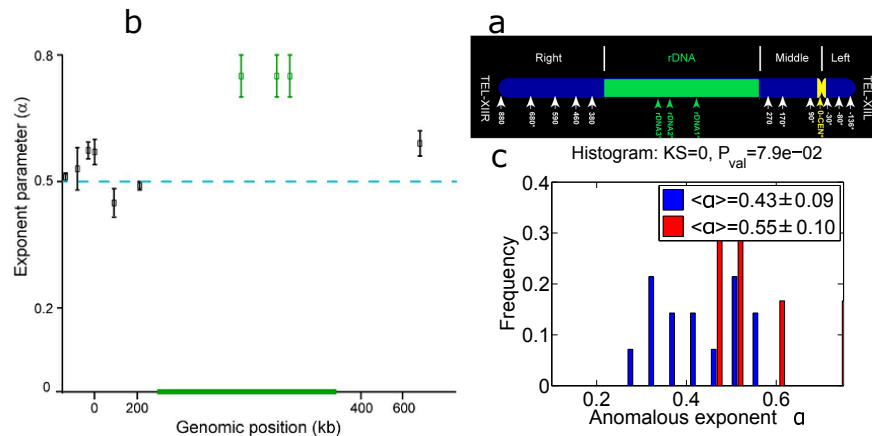 b
Exponent parameter (α)
0.8
0.5
0.2
0
0
200
400
600
Genomic position (kb)
a
Right
rDNA
Middle
Left
TEL-XIIR
TEL-XIIL
880
680*
590
460
380
rDNA3*
rDNA2*
rDNA1*
270
170*
90*
0-CEN*
-30*
-80*
-136*
c
Histogram: KS=0, P_val=7.9e−02
Frequency
0.4
0.3
0.2
0.1
0
<α>=0.43±0.09
<α>=0.55±0.10
0.2
0.4
0.6
Anomalous exponent α